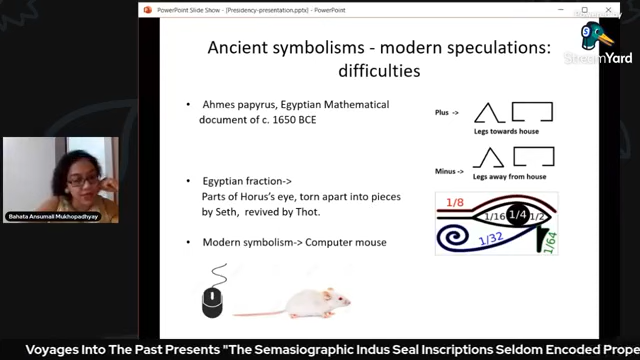 PowerPoint Slide Show - [Presidency-presentation.pptx] - PowerPoint
StreamYard
Ancient symbolisms - modern speculations:
difficulties
Ahmes papyrus, Egyptian Mathematical
document of c. 1650 BCE
Plus ->
Legs towards house
Minus ->
Legs away from house
Egyptian fraction->
Parts of Horus's eye, torn apart into pieces
by Seth, revived by Thot.
1/8
1/16
1/4
1/2
1/32
1/64
Modern symbolism-> Computer mouse
Bahata Ansumali Mukhopadhyay
Voyages Into The Past Presents "The Semasiographic Indus Seal Inscriptions Seldom Encoded Prope